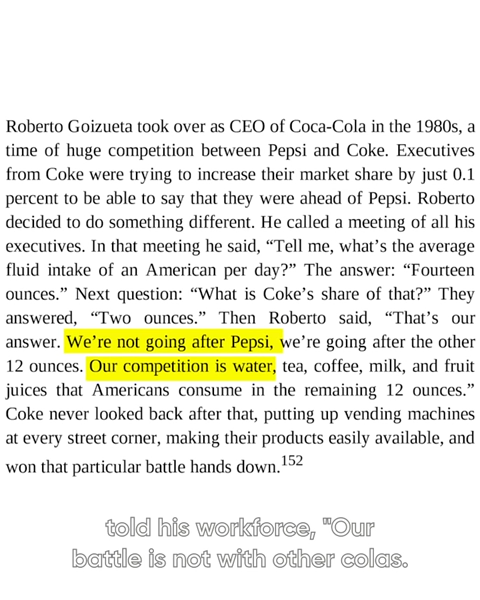 Roberto Goizueta took over as CEO of Coca-Cola in the 1980s, a
time of huge competition between Pepsi and Coke. Executives
from Coke were trying to increase their market share by just 0.1
percent to be able to say that they were ahead of Pepsi. Roberto
decided to do something different. He called a meeting of all his
executives. In that meeting he said, “Tell me, what’s the average
fluid intake of an American per day?” The answer: “Fourteen
ounces.” Next question: “What is Coke’s share of that?” They
answered, “Two ounces.” Then Roberto said, “That’s our
answer. We’re not going after Pepsi, we’re going after the other
12 ounces. Our competition is water, tea, coffee, milk, and fruit
juices that Americans consume in the remaining 12 ounces.”
Coke never looked back after that, putting up vending machines
at every street corner, making their products easily available, and
won that particular battle hands down.152
told his workforce, "Our
battle is not with other colas.